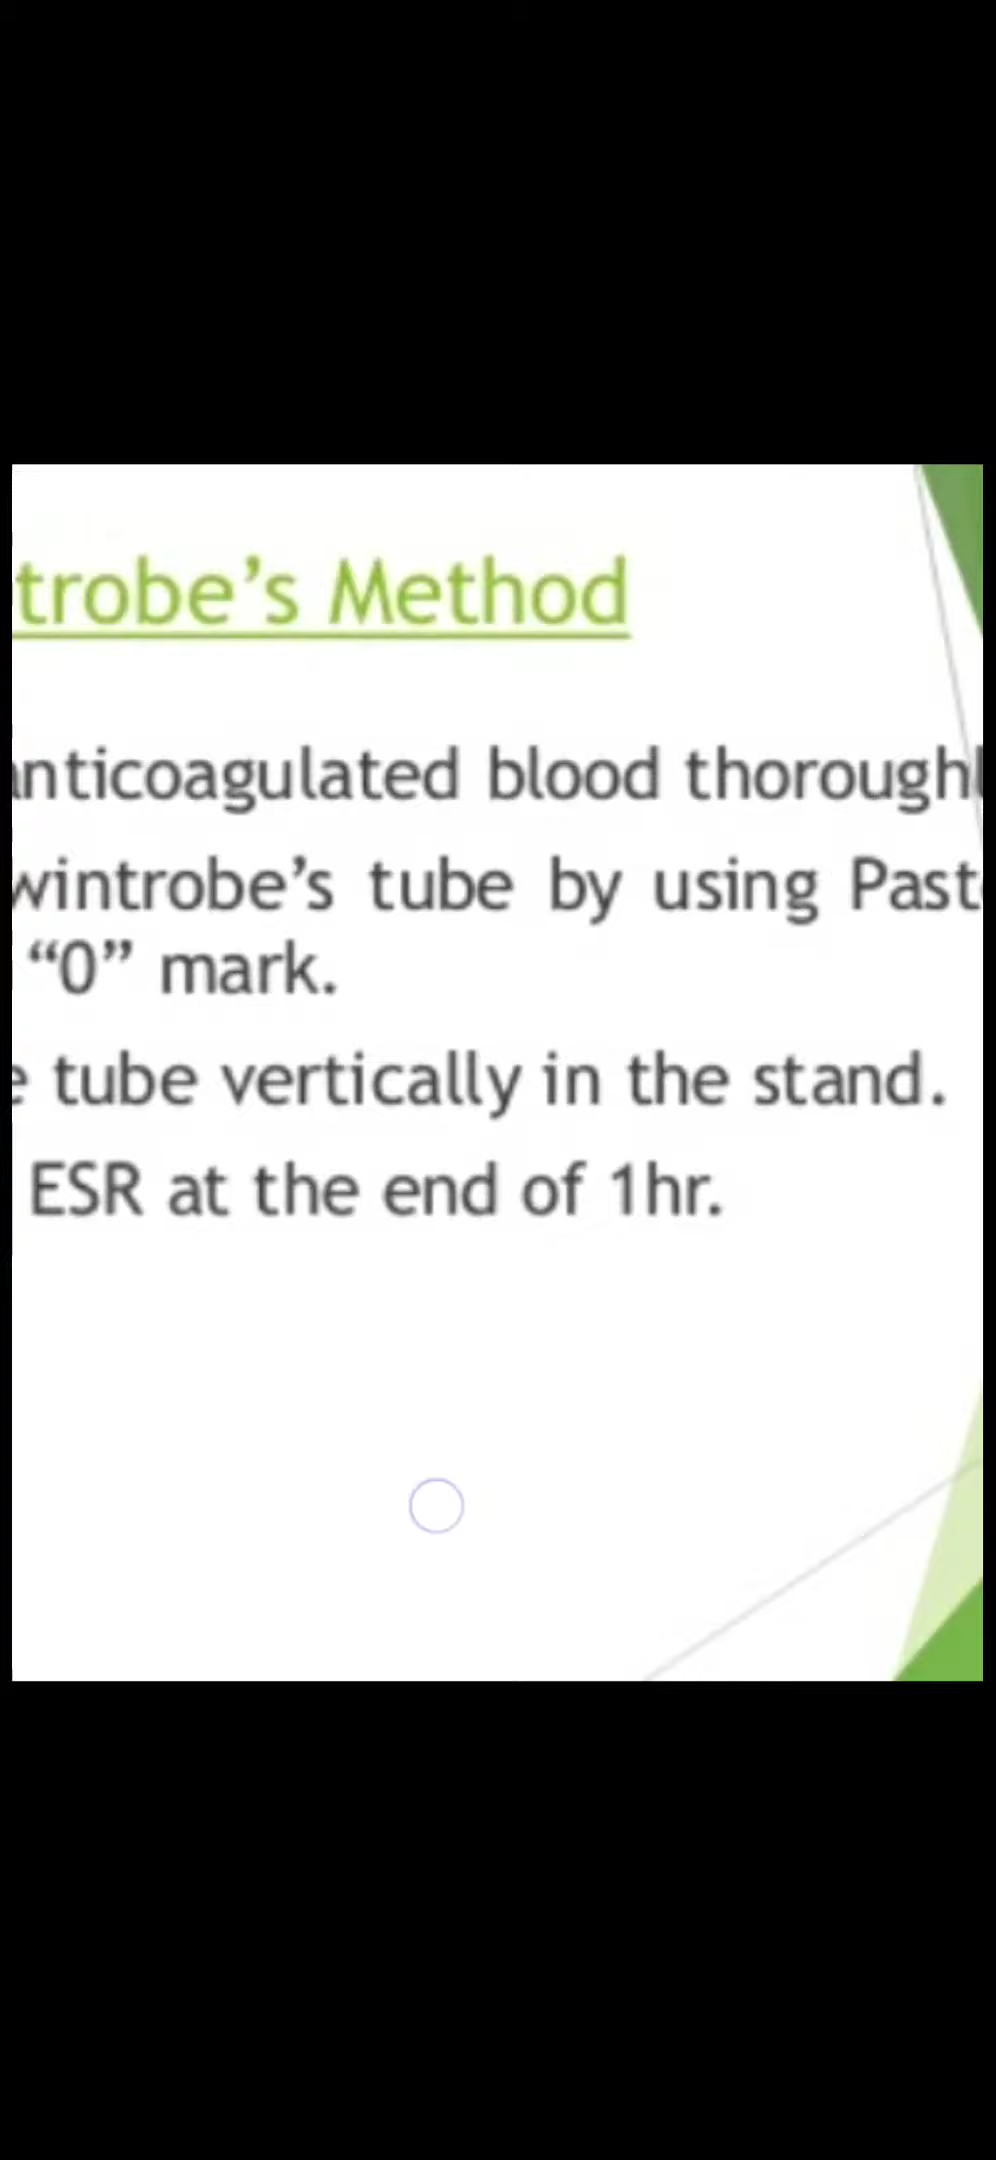 trobe’s Method
nticoagulated blood thorough
wintrobe’s tube by using Past
“0” mark.
e tube vertically in the stand.
ESR at the end of 1hr.